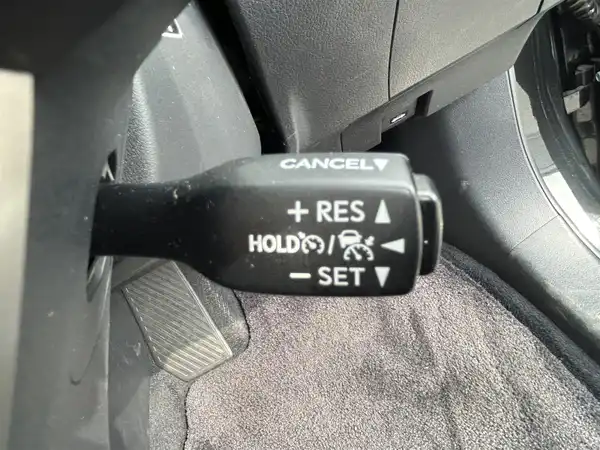 CANCEL▼
+ RES ▲
HOLD / ◀
− SET ▼